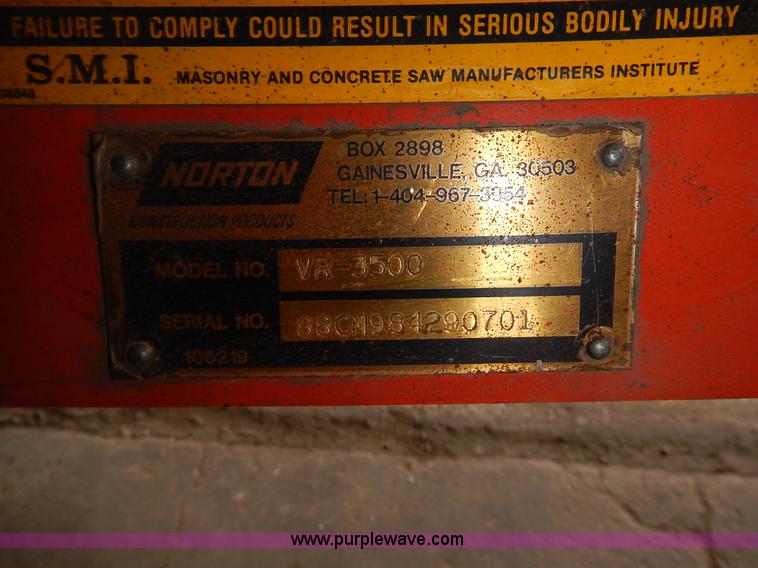 FAILURE TO COMPLY COULD RESULT IN SERIOUS BODILY INJURY
S.M.I. MASONRY AND CONCRETE SAW MANUFACTURERS INSTITUTE
NORTON
CONSTRUCTION PRODUCTS
BOX 2898
GAINESVILLE, GA. 30503
TEL: 1-404-967-3954
MODEL NO. VR-3500
SERIAL NO. 88CM984290701
106219
www.purplewave.com